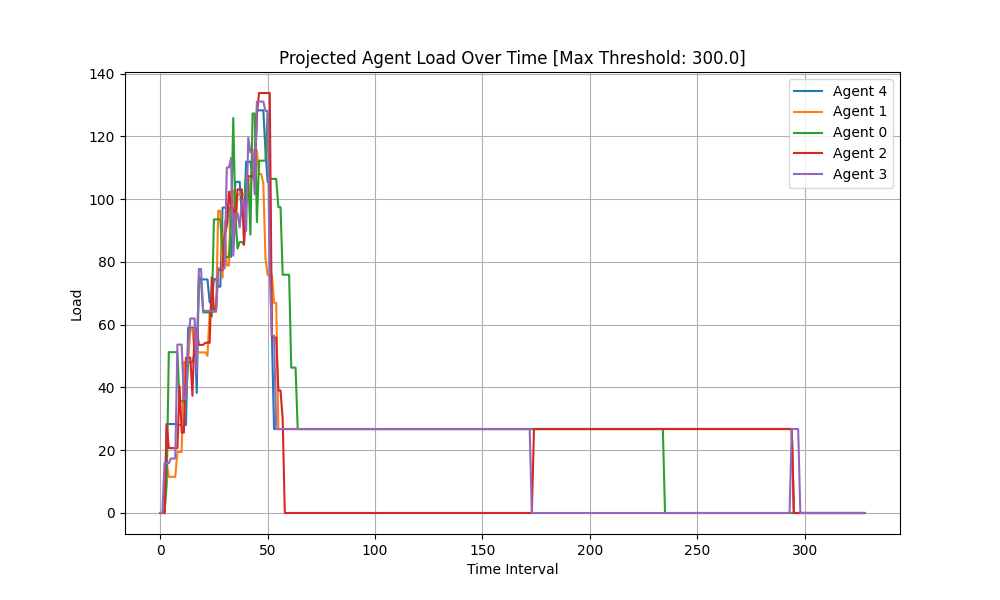 Projected Agent Load Over Time [Max Threshold: 300.0]
Load
140
120
100
80
60
40
20
0
Agent 4
Agent 1
Agent 0
Agent 2
Agent 3
0 50 100 150 200 250 300
Time Interval